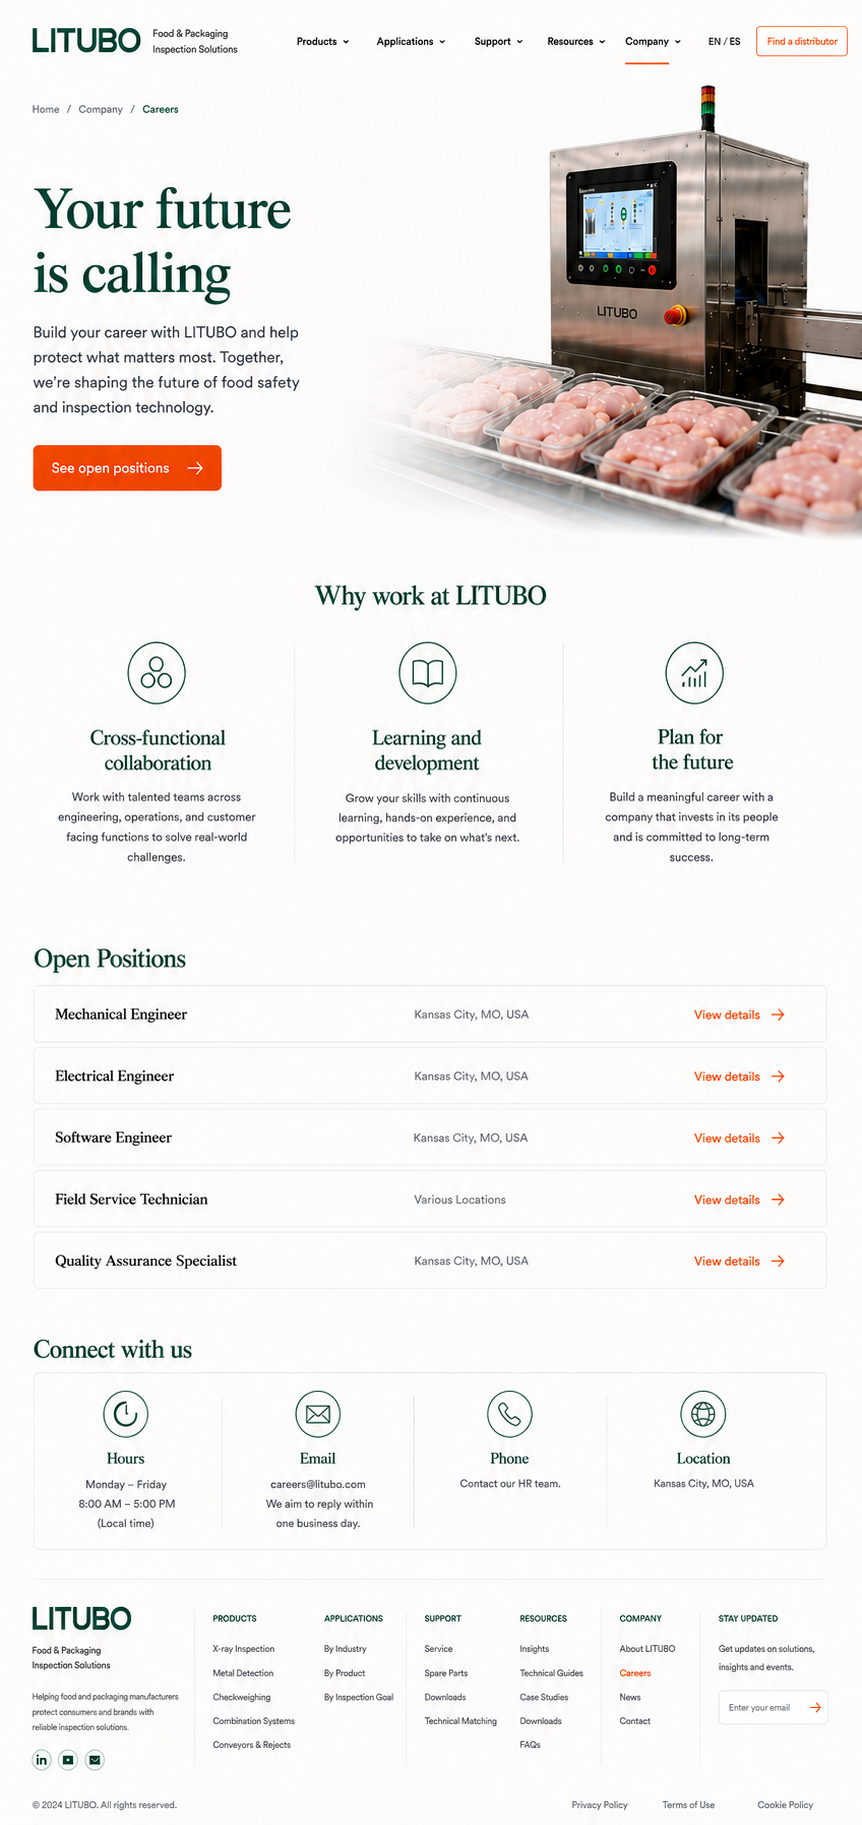 LITUBO
Food & Packaging
Inspection Solutions
Products
Applications
Support
Resources
Company
EN / ES
Find a distributor
Home / Company / Careers
Your future
is calling
Build your career with LITUBO and help
protect what matters most. Together,
we're shaping the future of food safety
and inspection technology.
See open positions
LITUBO
Why work at LITUBO
Cross-functional
collaboration
Work with talented teams across
engineering, operations, and customer
facing functions to solve real-world
challenges.
Learning and
development
Grow your skills with continuous
learning, hands-on experience, and
opportunities to take on what's next.
Plan for
the future
Build a meaningful career with a
company that invests in its people
and is committed to long-term
success.
Open Positions
Mechanical Engineer
Kansas City, MO, USA
View details
Electrical Engineer
Kansas City, MO, USA
View details
Software Engineer
Kansas City, MO, USA
View details
Field Service Technician
Various Locations
View details
Quality Assurance Specialist
Kansas City, MO, USA
View details
Connect with us
Hours
Monday – Friday
8:00 AM – 5:00 PM
(Local time)
Email
careers@litubo.com
We aim to reply within
one business day.
Phone
Contact our HR team.
Location
Kansas City, MO, USA
LITUBO
Food & Packaging
Inspection Solutions
Helping food and packaging manufacturers
protect consumers and brands with
reliable inspection solutions.
in
PRODUCTS
X-ray Inspection
Metal Detection
Checkweighing
Combination Systems
Conveyors & Rejects
APPLICATIONS
By Industry
By Product
By Inspection Goal
SUPPORT
Service
Spare Parts
Downloads
Technical Matching
RESOURCES
Insights
Technical Guides
Case Studies
Downloads
FAQs
COMPANY
About LITUBO
Careers
News
Contact
STAY UPDATED
Get updates on solutions,
insights and events.
Enter your email
© 2024 LITUBO. All rights reserved.
Privacy Policy
Terms of Use
Cookie Policy